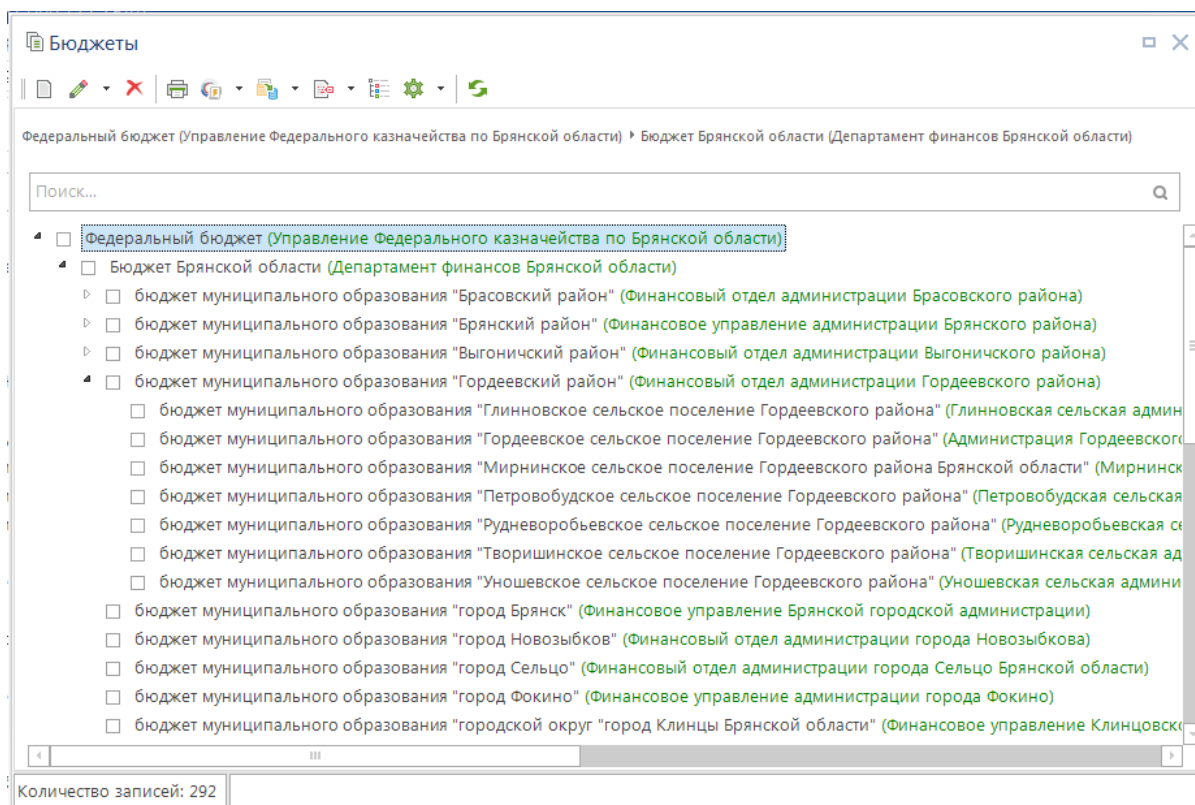 Бюджеты
Федеральный бюджет (Управление Федерального казначейства по Брянской области) Бюджет Брянской области (Департамент финансов Брянской области)
Поиск...
Федеральный бюджет (Управление Федерального казначейства по Брянской области)
Бюджет Брянской области (Департамент финансов Брянской области)
бюджет муниципального образования "Брасовский район" (Финансовый отдел администрации Брасовского района)
бюджет муниципального образования "Брянский район" (Финансовое управление администрации Брянского района)
бюджет муниципального образования "Выгоничский район" (Финансовый отдел администрации Выгоничского района)
бюджет муниципального образования "Гордеевский район" (Финансовый отдел администрации Гордеевского района)
бюджет муниципального образования "Глинновское сельское поселение Гордеевского района" (Глинновская сельская админ
бюджет муниципального образования "Гордеевское сельское поселение Гордеевского района" (Администрация Гордеевског
бюджет муниципального образования "Мирнинское сельское поселение Гордеевского района Брянской области" (Мирнинск
бюджет муниципального образования "Петровобудское сельское поселение Гордеевского района" (Петровобудская сельская
бюджет муниципального образования "Рудневоробьевское сельское поселение Гордеевского района" (Рудневоробьевская се
бюджет муниципального образования "Творишинское сельское поселение Гордеевского района" (Творишинская сельская ад
бюджет муниципального образования "Уношевское сельское поселение Гордеевского района" (Уношевская сельская админи
бюджет муниципального образования "город Брянск" (Финансовое управление Брянской городской администрации)
бюджет муниципального образования "город Новозыбков" (Финансовый отдел администрации города Новозыбкова)
бюджет муниципального образования "город Сельцо" (Финансовый отдел администрации города Сельцо Брянской области)
бюджет муниципального образования "город Фокино" (Финансовое управление администрации города Фокино)
бюджет муниципального образования "городской округ "город Клинцы Брянской области" (Финансовое управление Клинцовск
Количество записей: 292